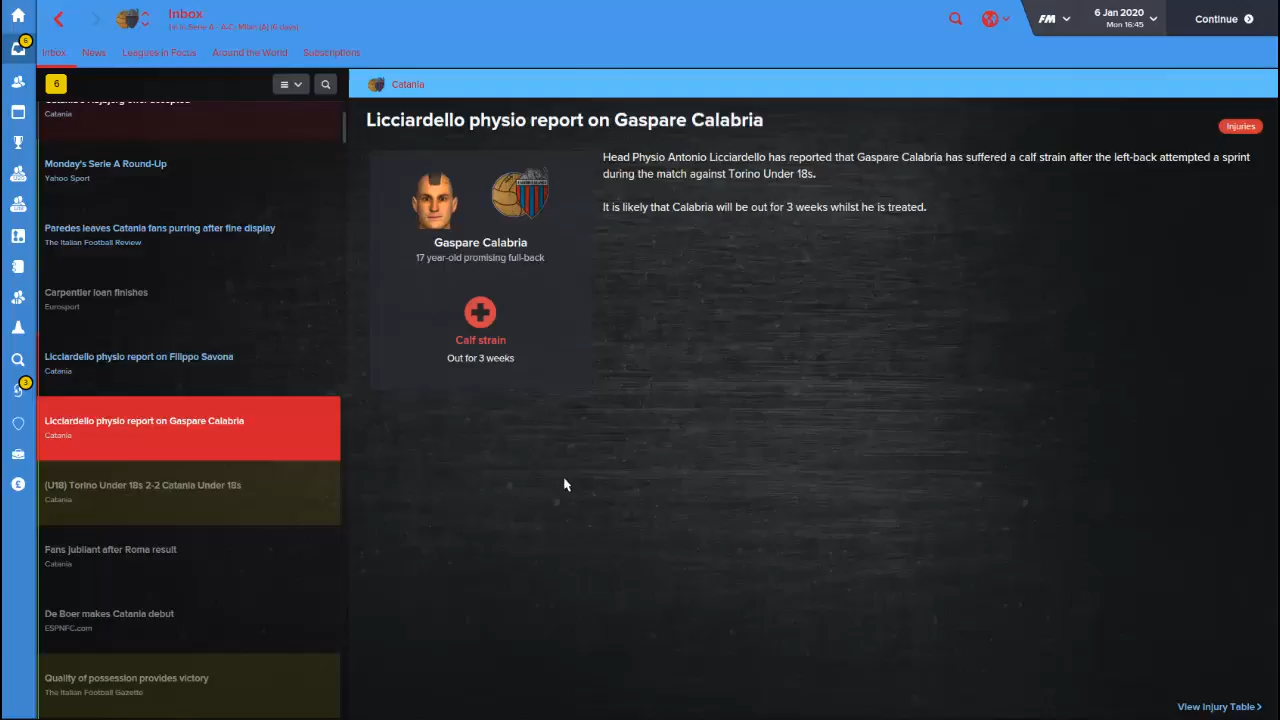 Inbox
6 Jan 2020
Mon 16:45
FM
Continue
6
Inbox
News
Leagues in Focus
Around the World
Subscriptions
6
Catania
Catania
Monday's Serie A Round-Up
Yahoo Sport
Paredes leaves Catania fans purring after fine display
The Italian Football Review
Carpentier loan finishes
Eurosport
Licciardello physio report on Filippo Savona
Catania
3
Licciardello physio report on Gaspare Calabria
Catania
(U18) Torino Under 18s 2-2 Catania Under 18s
Catania
Fans jubilant after Roma result
Catania
De Boer makes Catania debut
ESPNFC.com
Quality of possession provides victory
The Italian Football Gazette
Licciardello physio report on Gaspare Calabria
Injuries
Gaspare Calabria
17 year-old promising full-back
Calf strain
Out for 3 weeks
Head Physio Antonio Licciardello has reported that Gaspare Calabria has suffered a calf strain after the left-back attempted a sprint
during the match against Torino Under 18s.
It is likely that Calabria will be out for 3 weeks whilst he is treated.
View Injury Table >